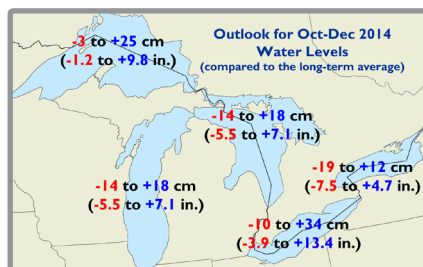 Outlook for Oct-Dec 2014
Water Levels
(compared to the long-term average)
-3 to +25 cm
(-1.2 to +9.8 in.)
-14 to +18 cm
(-5.5 to +7.1 in.)
-19 to +12 cm
(-7.5 to +4.7 in.)
-14 to +18 cm
(-5.5 to +7.1 in.)
-10 to +34 cm
(-3.9 to +13.4 in.)